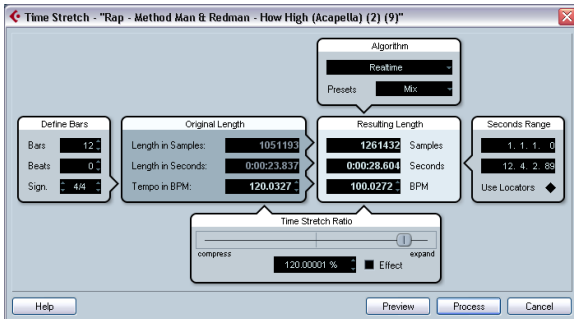 Time Stretch - "Rap - Method Man & Redman - How High (Acapella) (2) (9)"
Algorithm
Realtime
Presets Mix
Define Bars
Bars 12
Beats 0
Sign. 4/4
Original Length
Length in Samples: 1051193
Length in Seconds: 0:00:23.837
Tempo in BPM: 120.0327
Resulting Length
1261432 Samples
0:00:28.604 Seconds
100.0272 BPM
Seconds Range
1. 1. 1. 0
12. 4. 2. 89
Use Locators
Time Stretch Ratio
compress expand
120.00001 % Effect
Help Preview Process Cancel